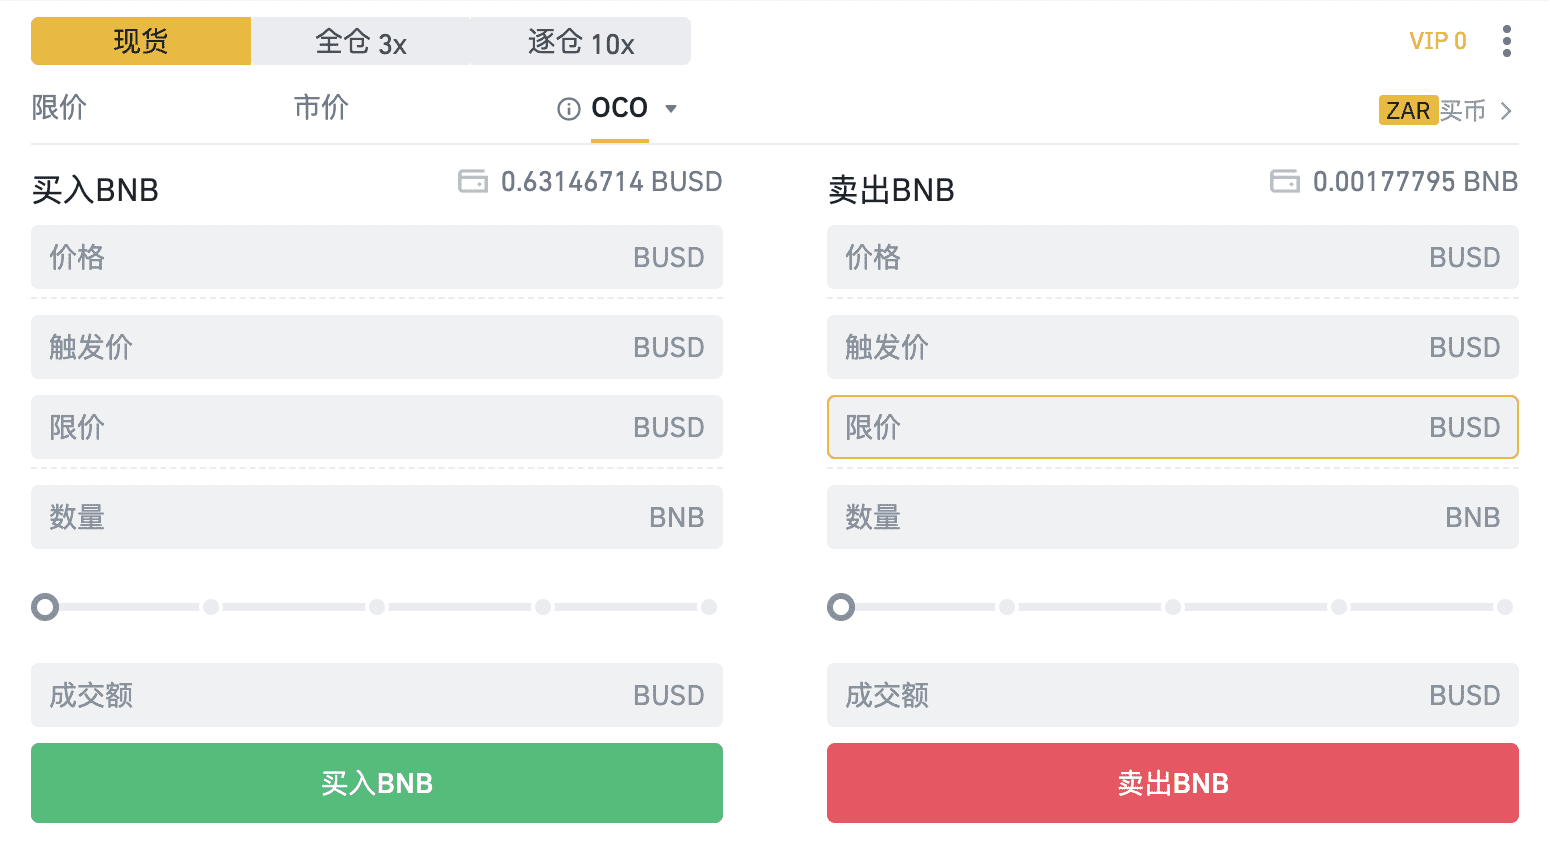 现货 全仓 3x 逐仓 10x VIP 0
限价 市价 OCO ZAR 买币
买入BNB 0.63146714 BUSD
价格 BUSD
触发价 BUSD
限价 BUSD
数量 BNB
成交额 BUSD
买入BNB
卖出BNB 0.00177795 BNB
价格 BUSD
触发价 BUSD
限价 BUSD
数量 BNB
成交额 BUSD
卖出BNB